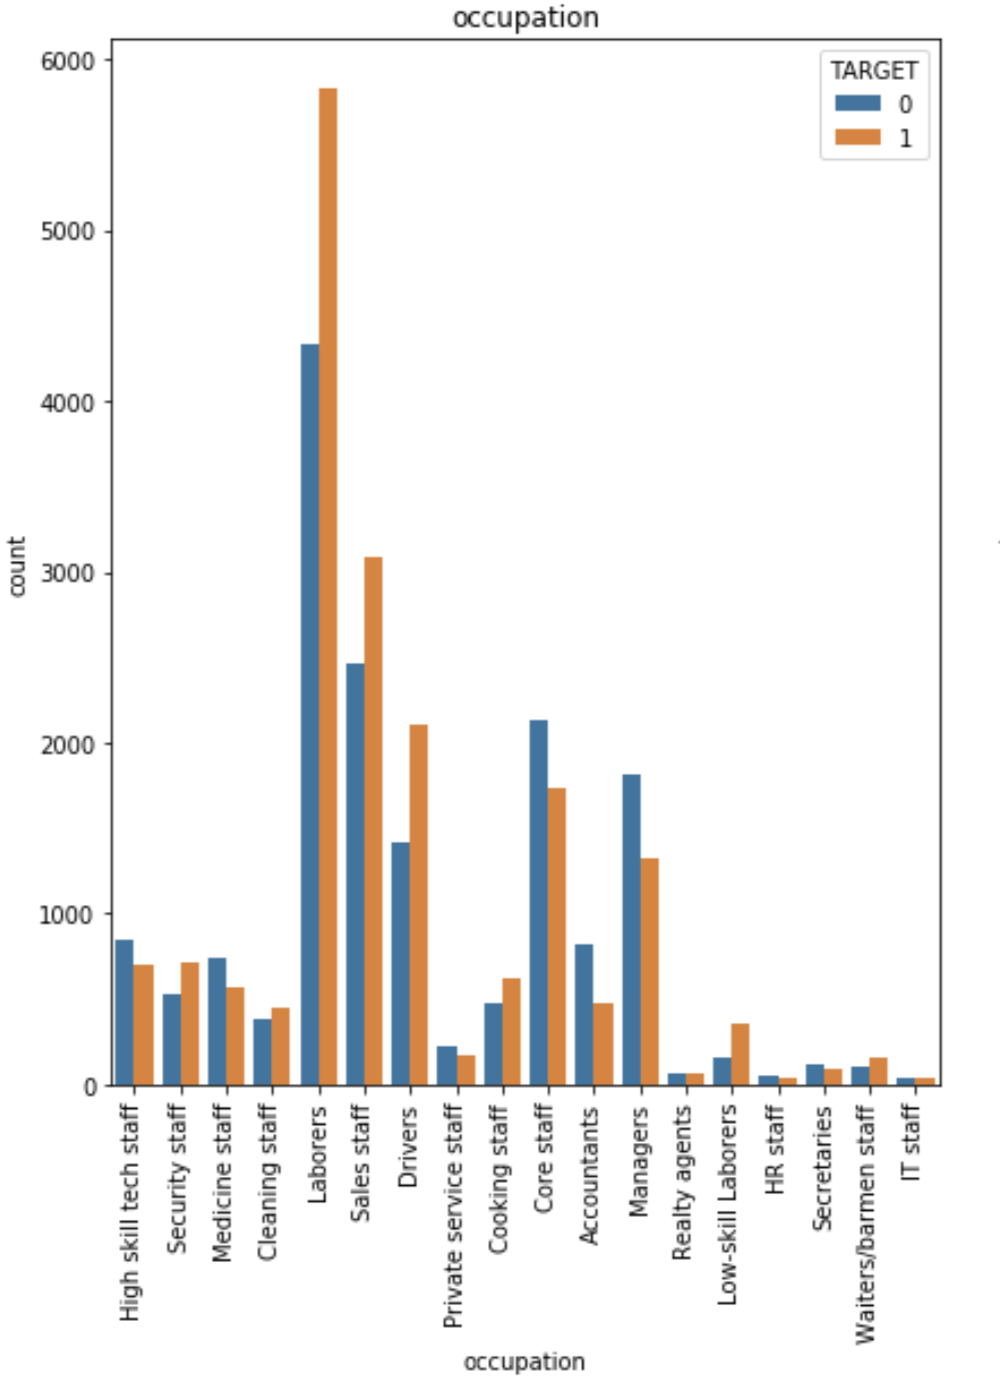 occupation
TARGET
0
1
6000
5000
4000
3000
2000
1000
0
count
High skill tech staff
Security staff
Medicine staff
Cleaning staff
Laborers
Sales staff
Drivers
Private service staff
Cooking staff
Core staff
Accountants
Managers
Realty agents
Low-skill Laborers
HR staff
Secretaries
Waiters/barmen staff
IT staff
occupation